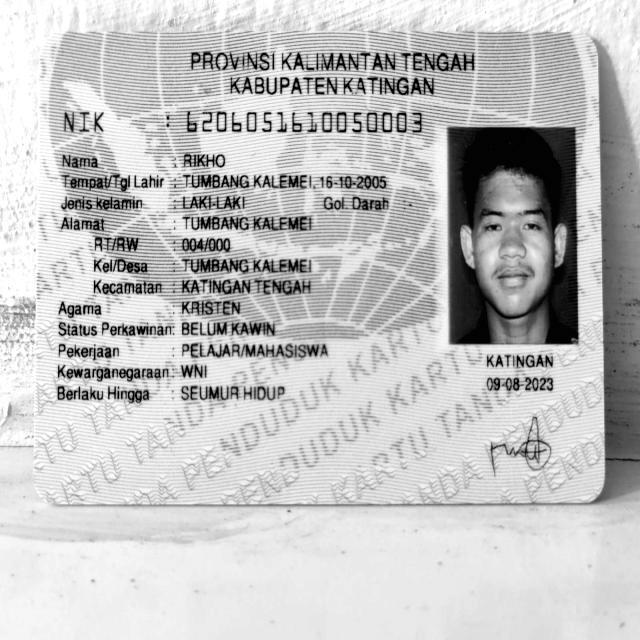 PROVINSI KALIMANTAN TENGAH
KABUPATEN KATINGAN
NIK : 6206051610050003
Nama : RIKHO
Tempat/Tgl Lahir : TUMBANG KALEMEI, 16-10-2005
Jenis kelamin : LAKI-LAKI Gol. Darah
Alamat : TUMBANG KALEMEI
RT/RW : 004/000
Kel/Desa : TUMBANG KALEMEI
Kecamatan : KATINGAN TENGAH
Agama : KRISTEN
Status Perkawinan: BELUM KAWIN
Pekerjaan : PELAJAR/MAHASISWA
Kewarganegaraan: WNI
Berlaku Hingga : SEUMUR HIDUP
KATINGAN
09-08-2023
KARTU TANDA PENDUDUK KARTU TANDA PENDUDUK